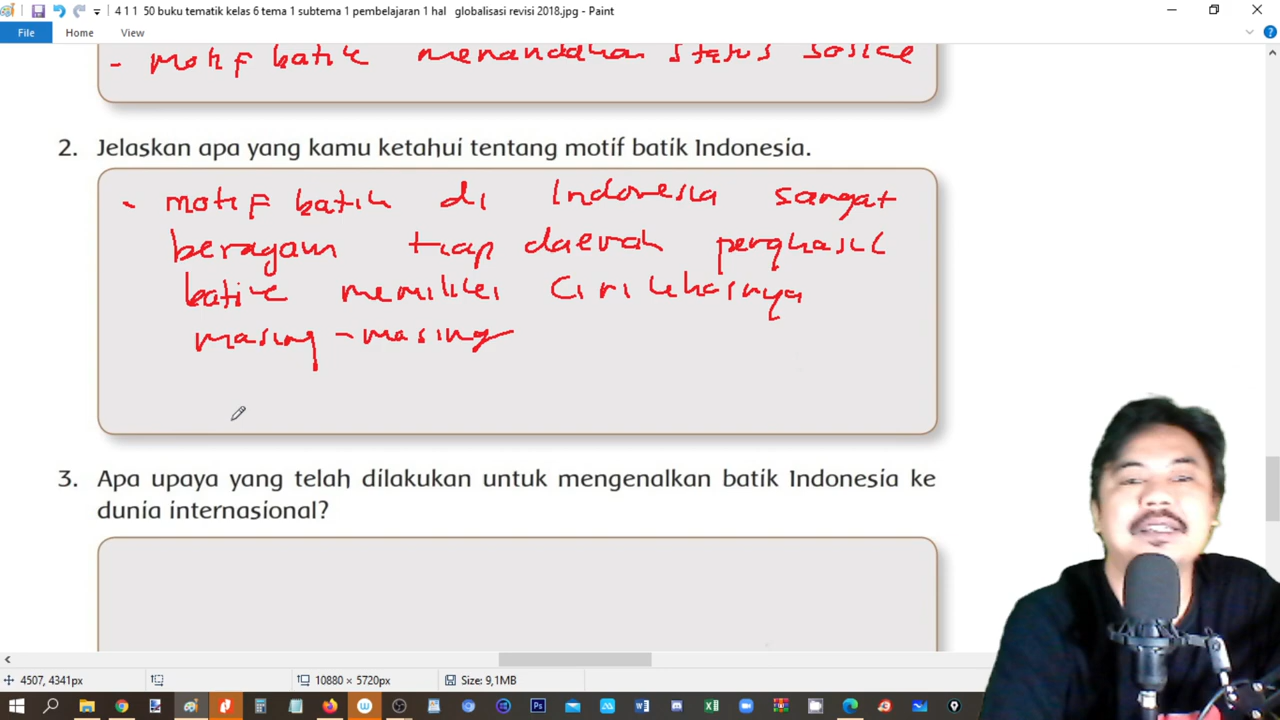 4 1 1 50 buku tematik kelas 6 tema 1 subtema 1 pembelajaran 1 hal globalisasi revisi 2018.jpg - Paint
File Home View
- motif batik menandakan status sosial
2. Jelaskan apa yang kamu ketahui tentang motif batik Indonesia.
- motif batik di Indonesia sangat
beragam tiap daerah penghasil
batik memiliki ciri khasnya
masing-masing
3. Apa upaya yang telah dilakukan untuk mengenalkan batik Indonesia ke
dunia internasional?
4507, 4341px 10880 × 5720px Size: 9,1MB